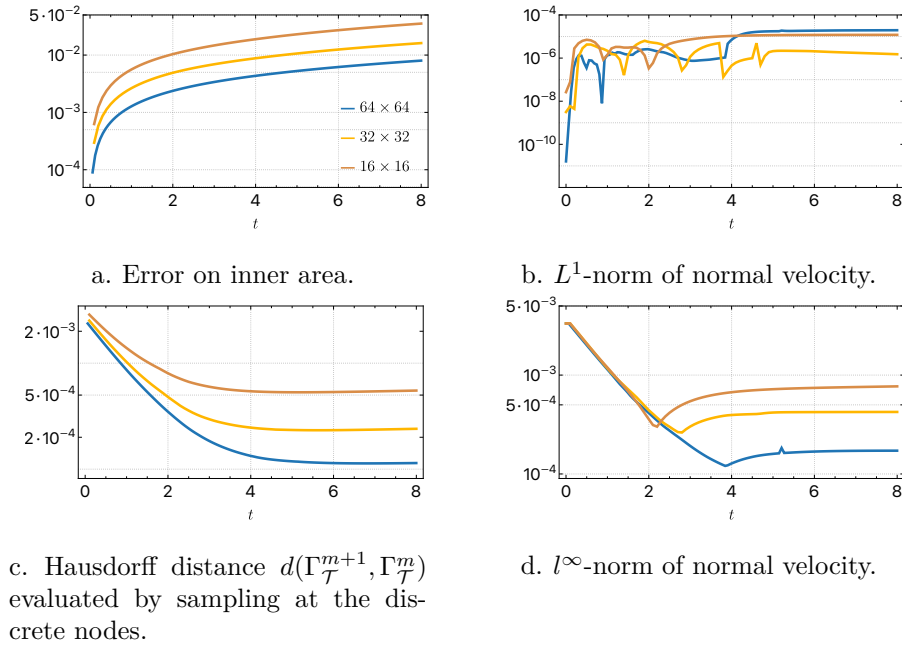 5·10⁻²
10⁻²
10⁻³
10⁻⁴
64 × 64
32 × 32
16 × 16
0 2 4 6 8
t
a. Error on inner area.
10⁻⁴
10⁻⁶
10⁻⁸
10⁻¹⁰
0 2 4 6 8
t
b. L¹-norm of normal velocity.
2·10⁻³
5·10⁻⁴
2·10⁻⁴
0 2 4 6 8
t
c. Hausdorff distance d(Γ_𝒯^{m+1}, Γ_𝒯^m)
evaluated by sampling at the dis-
crete nodes.
5·10⁻³
10⁻³
5·10⁻⁴
10⁻⁴
0 2 4 6 8
t
d. l^∞-norm of normal velocity.